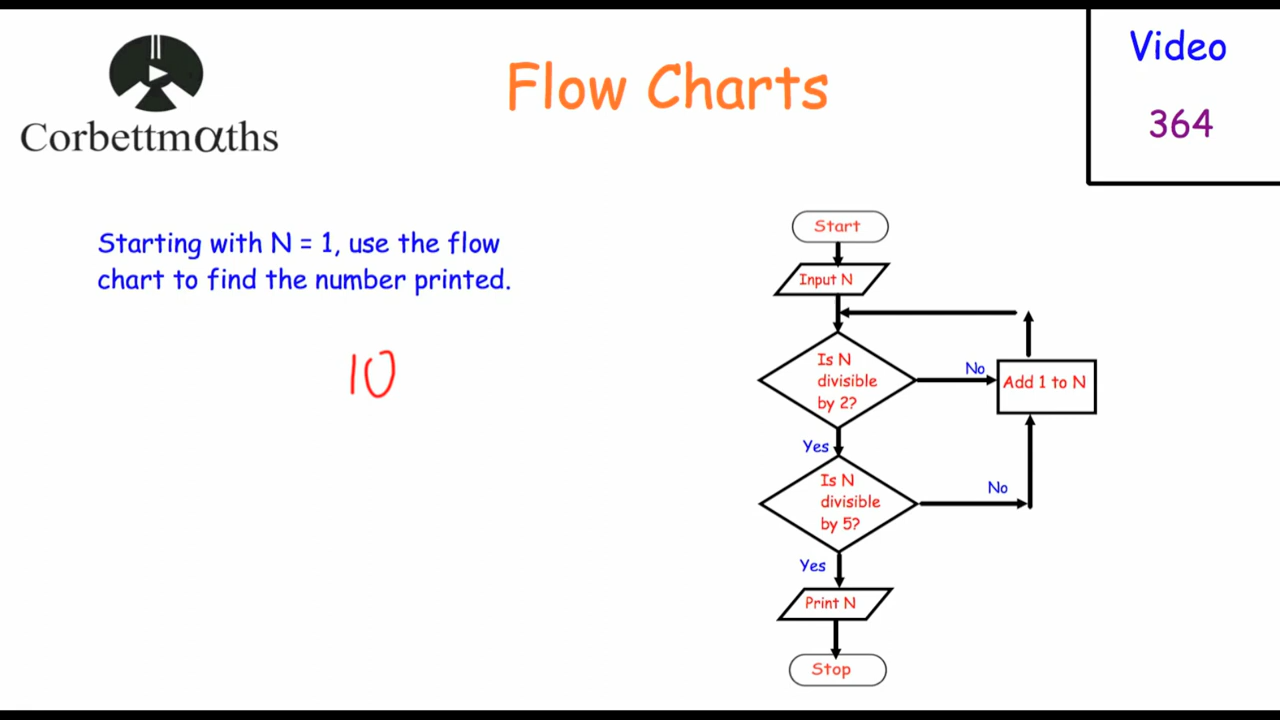 Corbettmαths
Flow Charts
Video
364
Starting with N = 1, use the flow
chart to find the number printed.
10
Start
Input N
Is N
divisible
by 2?
No
Add 1 to N
Yes
Is N
divisible
by 5?
No
Yes
Print N
Stop